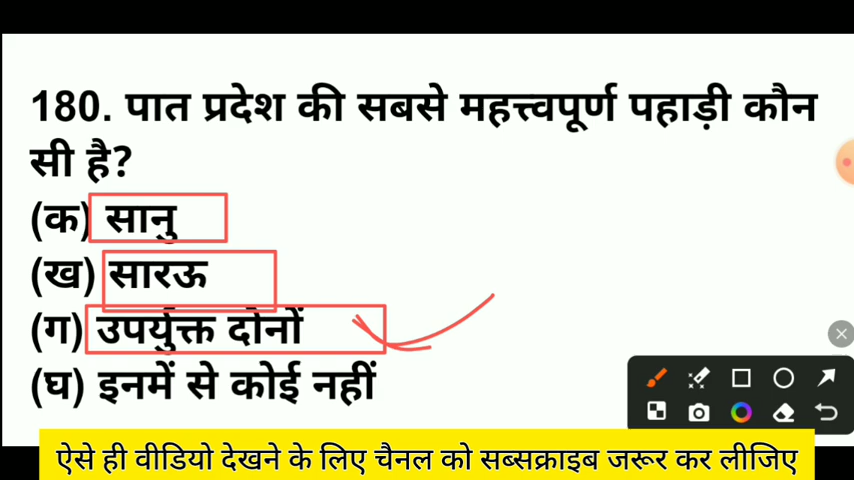 180. पात प्रदेश की सबसे महत्त्वपूर्ण पहाड़ी कौन
सी है?
(क) सानु
(ख) सारऊ
(ग) उपर्युक्त दोनों
(घ) इनमें से कोई नहीं
ऐसे ही वीडियो देखने के लिए चैनल को सब्सक्राइब जरूर कर लीजिए